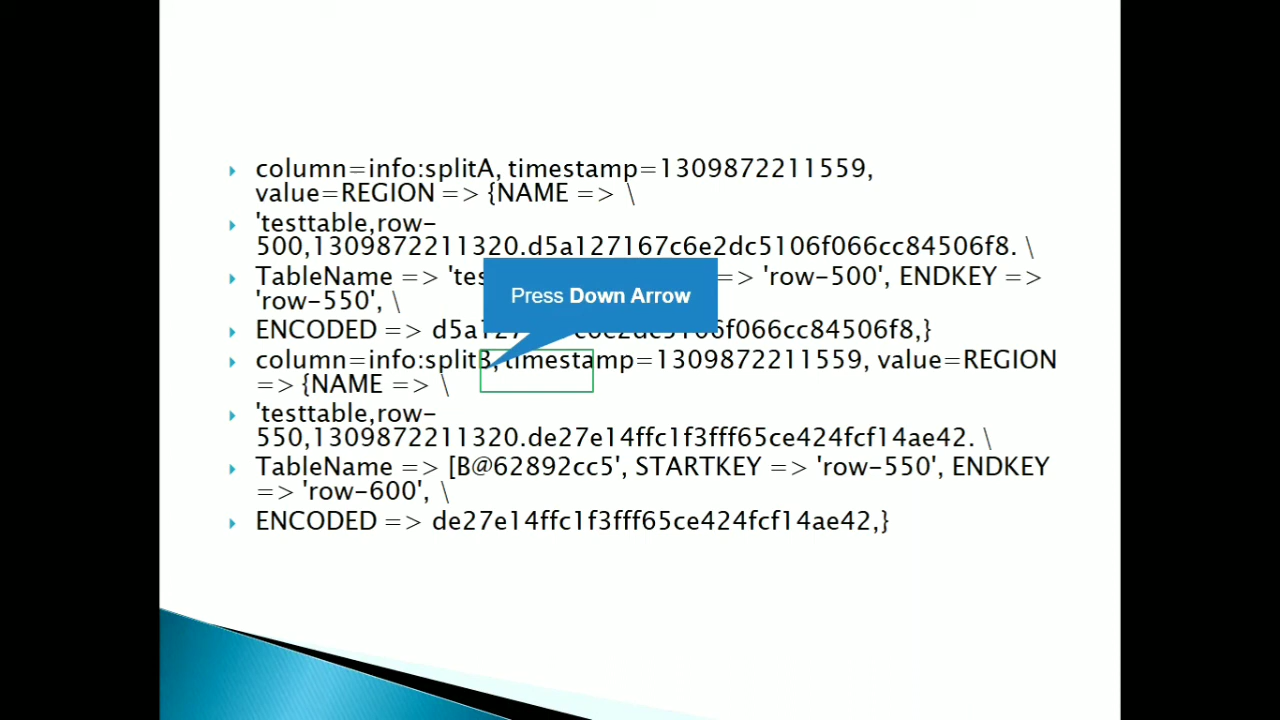 column=info:splitA, timestamp=1309872211559,
value=REGION => {NAME => \
'testtable,row-
500,1309872211320.d5a127167c6e2dc5106f066cc84506f8. \
TableName => 'tes => 'row-500', ENDKEY =>
'row-550', \
Press Down Arrow
ENCODED => d5a127 f066cc84506f8,}
column=info:splitB, timestamp=1309872211559, value=REGION
=> {NAME => \
'testtable,row-
550,1309872211320.de27e14ffc1f3fff65ce424fcf14ae42. \
TableName => [B@62892cc5', STARTKEY => 'row-550', ENDKEY
=> 'row-600', \
ENCODED => de27e14ffc1f3fff65ce424fcf14ae42,}